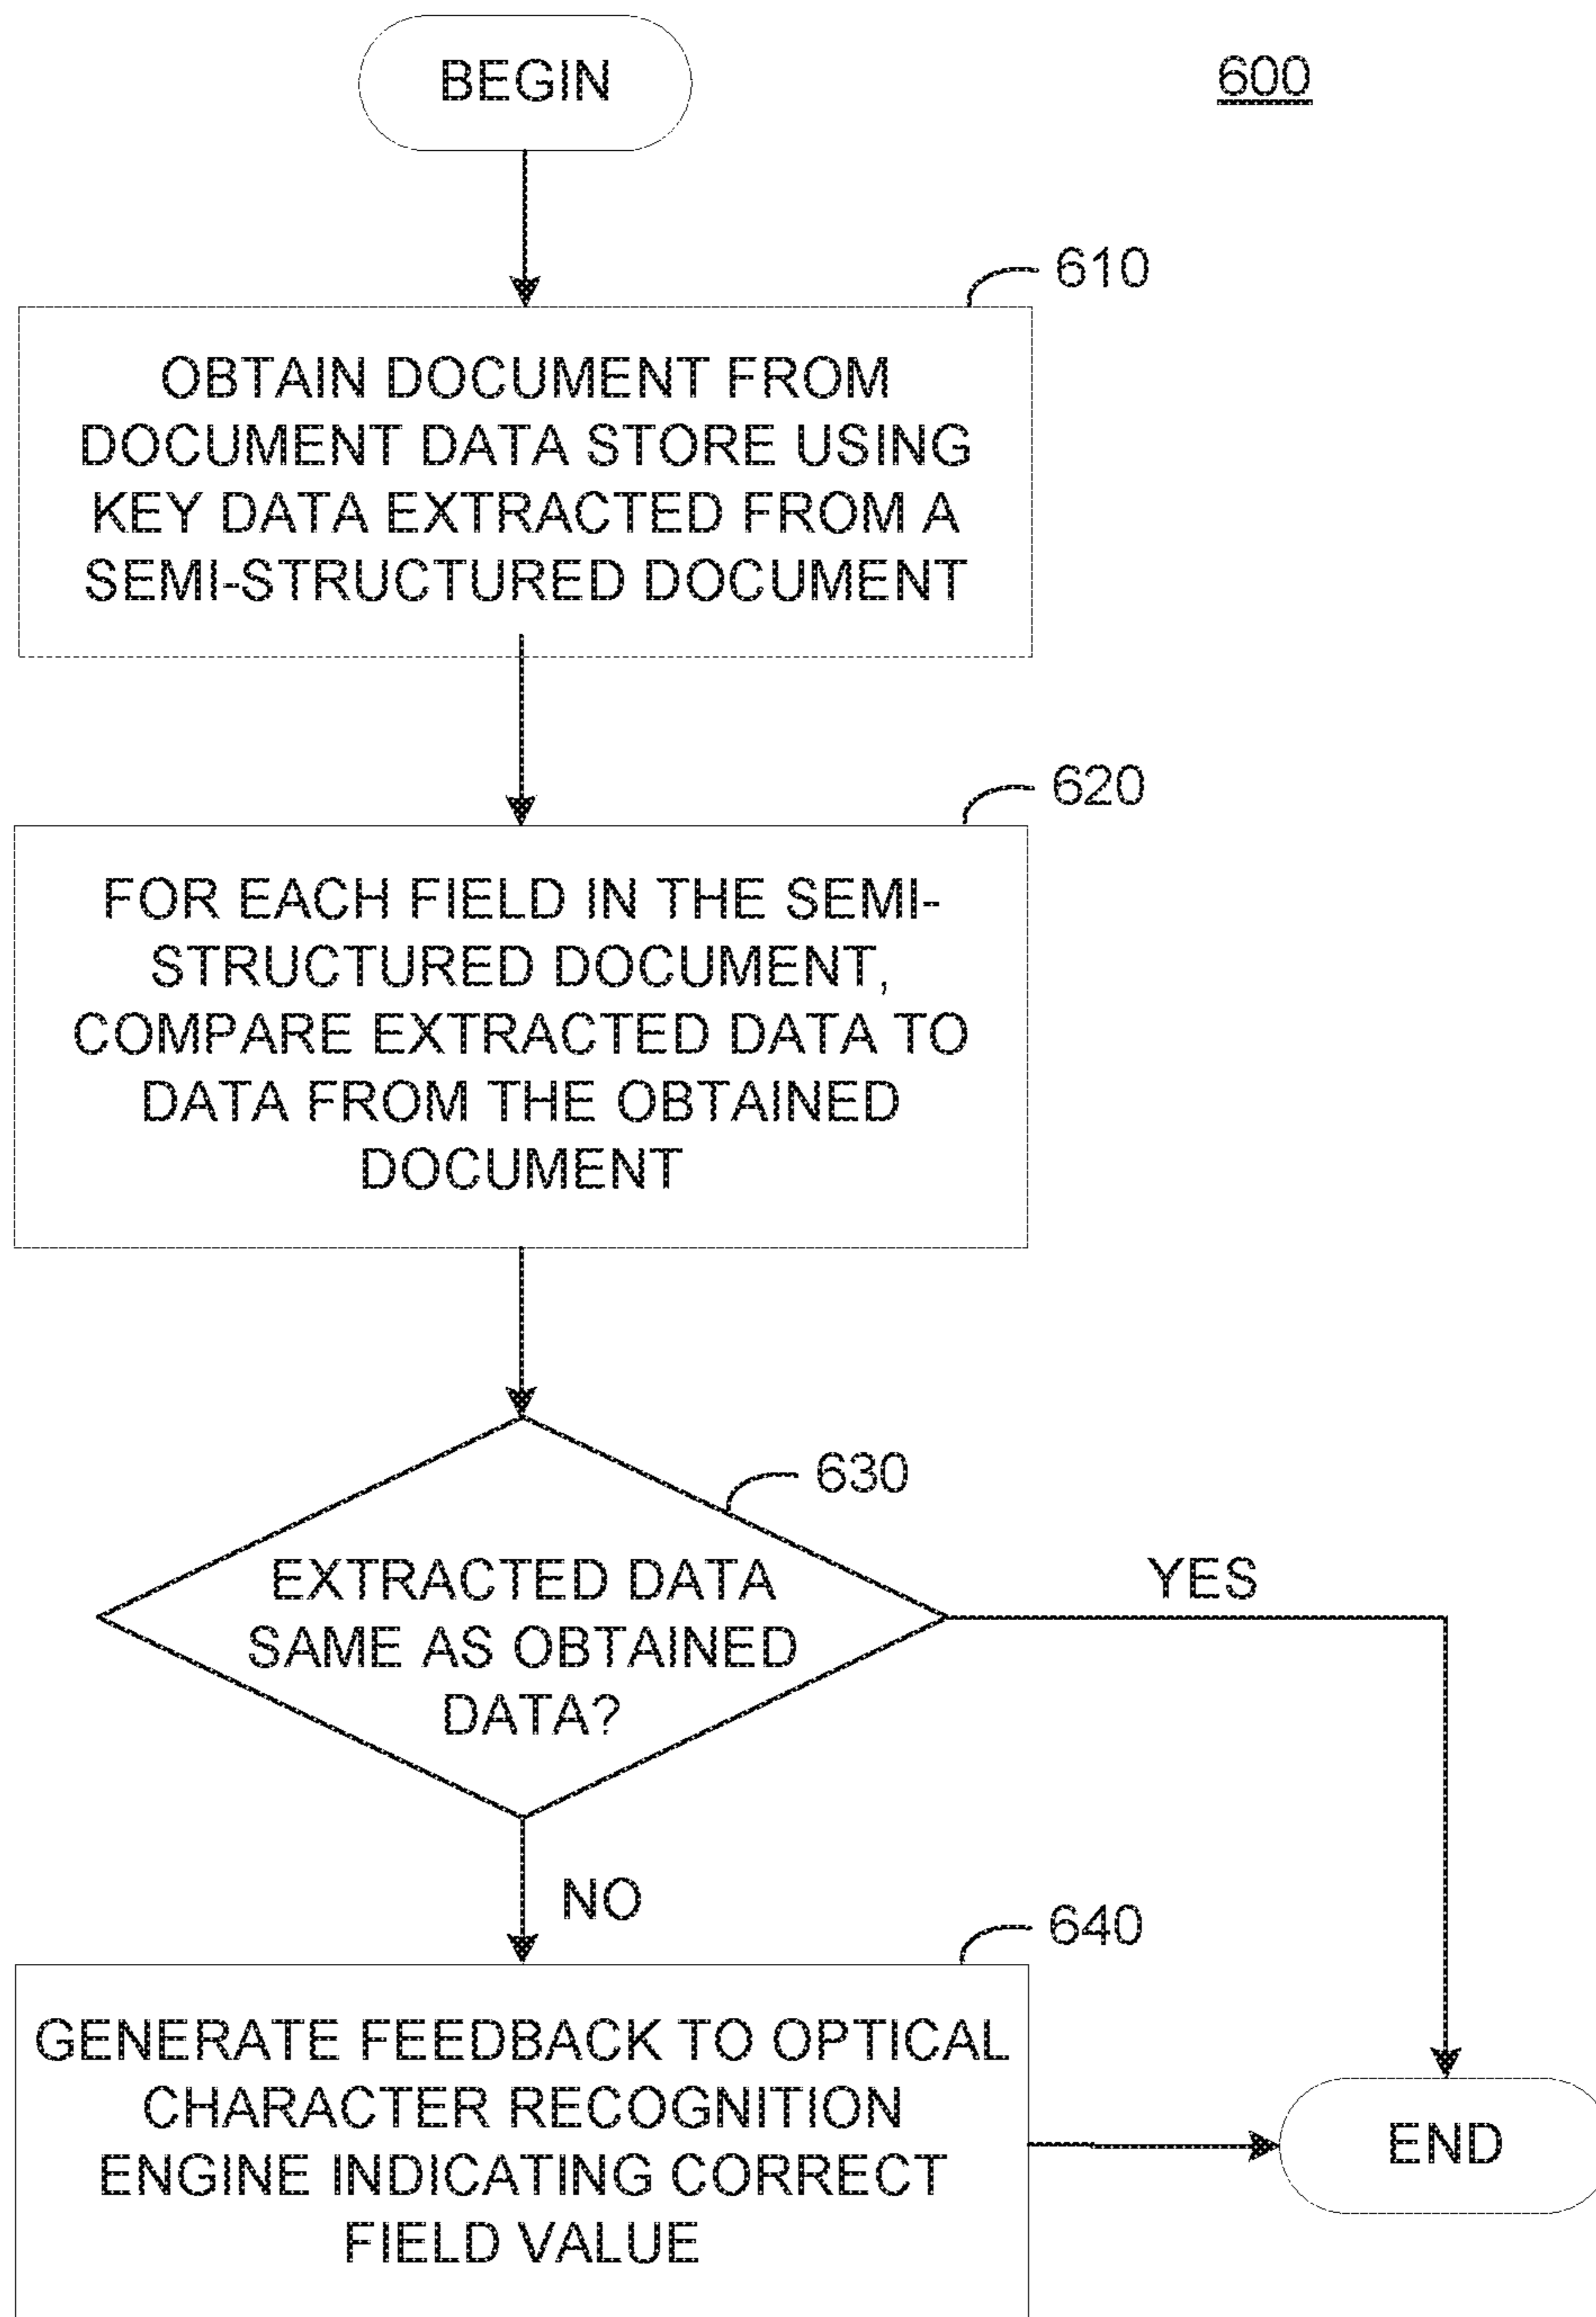 BEGIN
600
610
OBTAIN DOCUMENT FROM
DOCUMENT DATA STORE USING
KEY DATA EXTRACTED FROM A
SEMI-STRUCTURED DOCUMENT
620
FOR EACH FIELD IN THE SEMI-
STRUCTURED DOCUMENT,
COMPARE EXTRACTED DATA TO
DATA FROM THE OBTAINED
DOCUMENT
630
EXTRACTED DATA
SAME AS OBTAINED
DATA?
YES
NO
640
GENERATE FEEDBACK TO OPTICAL
CHARACTER RECOGNITION
ENGINE INDICATING CORRECT
FIELD VALUE
END